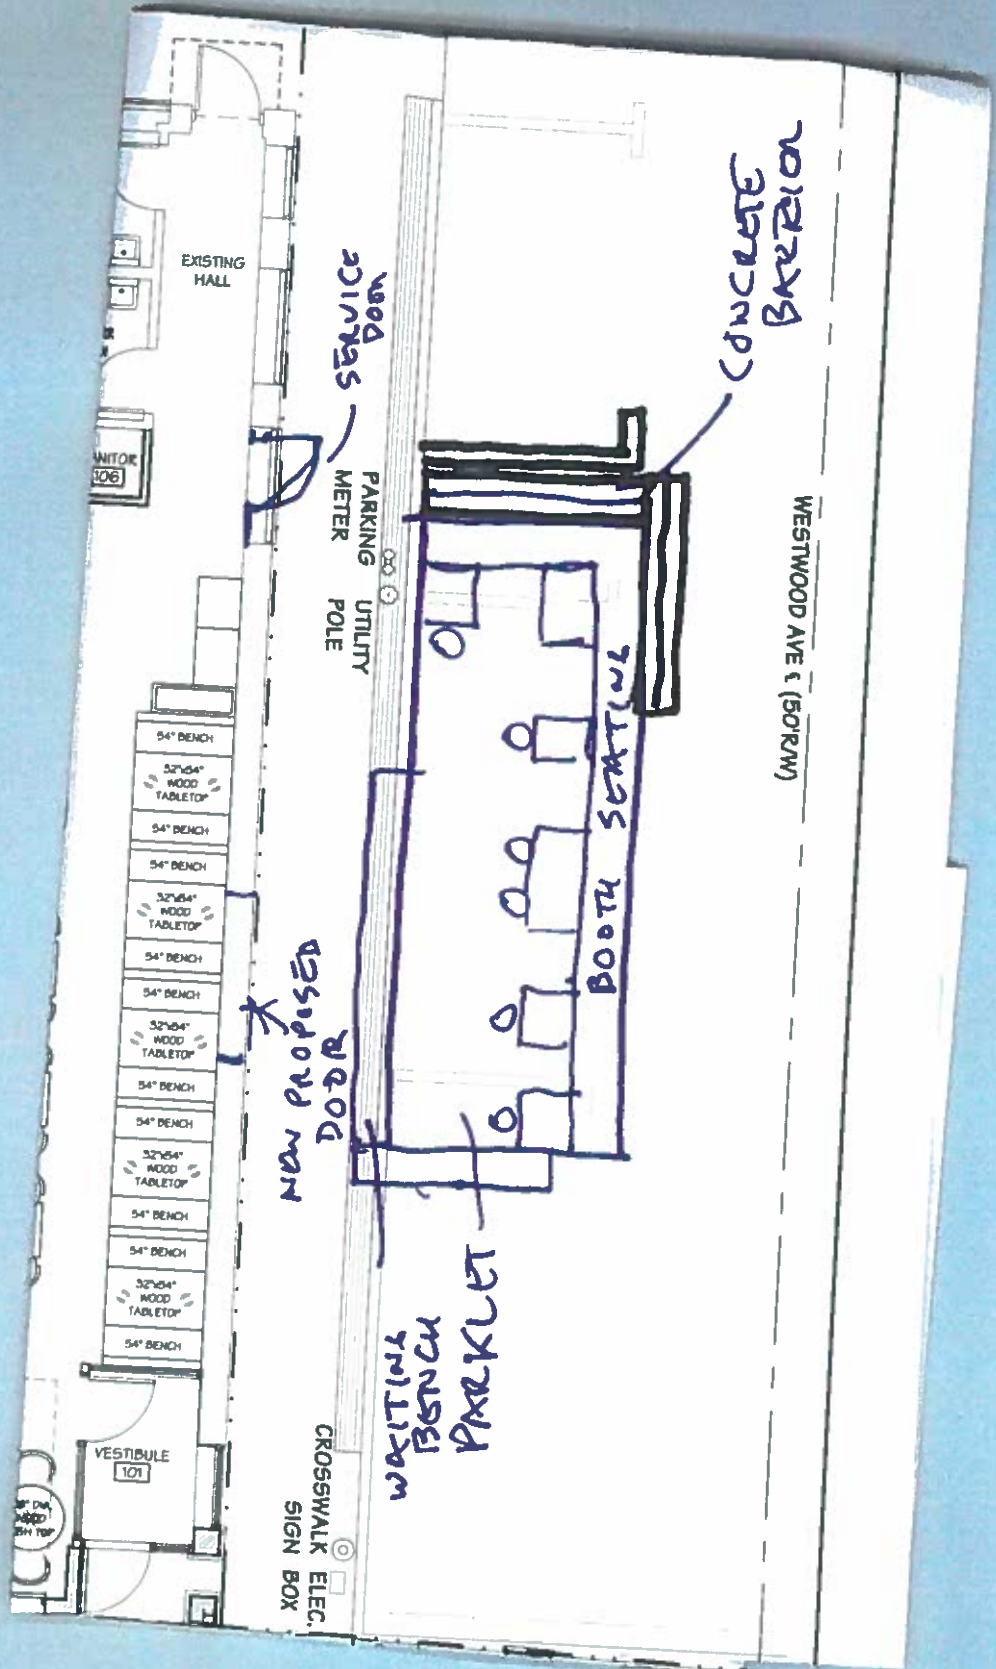 EXISTING
HALL
ANITOR
106
SERVICE
DOOR
CONCRETE
BARRIOR
PARKING
METER
UTILITY
POLE
WESTWOOD AVE & (50'R/W)
54" BENCH
32"x54"
WOOD
TABLETOP
54" BENCH
54" BENCH
32"x54"
WOOD
TABLETOP
54" BENCH
54" BENCH
32"x54"
WOOD
TABLETOP
54" BENCH
54" BENCH
32"x54"
WOOD
TABLETOP
54" BENCH
54" BENCH
32"x54"
WOOD
TABLETOP
54" BENCH
BOOTH SEATING
NEW PROPOSED
DOOR
WAITING
BENCH
PARKLET
VESTIBULE
101
CROSSWALK ELEC.
SIGN BOX